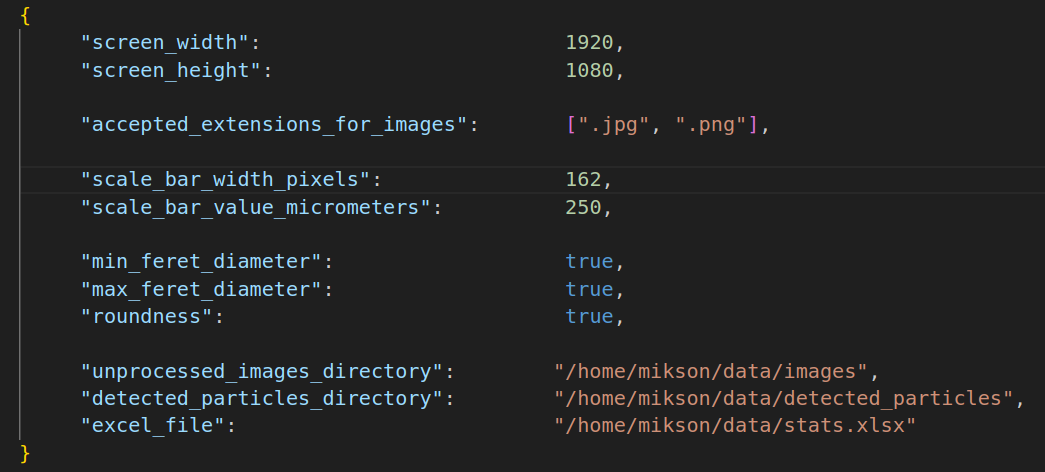 {
"screen_width": 1920,
"screen_height": 1080,
"accepted_extensions_for_images": [".jpg", ".png"],
"scale_bar_width_pixels": 162,
"scale_bar_value_micrometers": 250,
"min_feret_diameter": true,
"max_feret_diameter": true,
"roundness": true,
"unprocessed_images_directory": "/home/mikson/data/images",
"detected_particles_directory": "/home/mikson/data/detected_particles",
"excel_file": "/home/mikson/data/stats.xlsx"
}